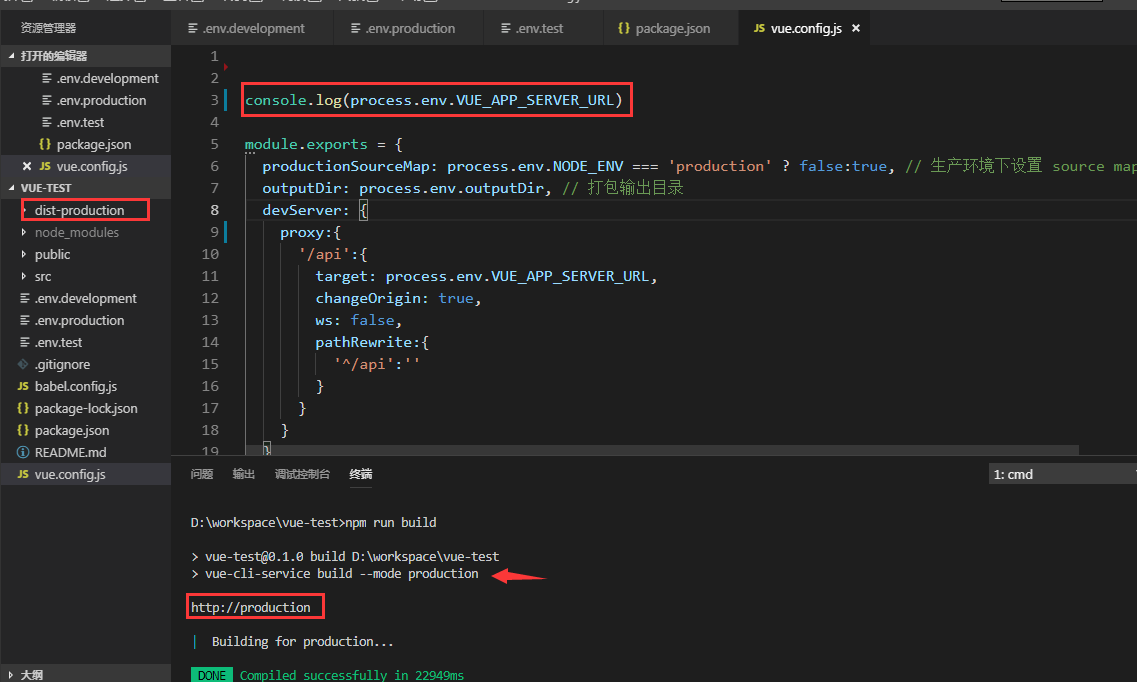 资源管理器
.env.development
.env.production
.env.test
{} package.json
JS vue.config.js ×
打开的编辑器
.env.development
.env.production
.env.test
{} package.json
× JS vue.config.js
VUE-TEST
dist-production
node_modules
public
src
.env.development
.env.production
.env.test
.gitignore
JS babel.config.js
{} package-lock.json
{} package.json
README.md
JS vue.config.js
大纲
1
2
3 console.log(process.env.VUE_APP_SERVER_URL)
4
5 module.exports = {
6 productionSourceMap: process.env.NODE_ENV === 'production' ? false:true, // 生产环境下设置 source map
7 outputDir: process.env.outputDir, // 打包输出目录
8 devServer: {
9 proxy:{
10 '/api':{
11 target: process.env.VUE_APP_SERVER_URL,
12 changeOrigin: true,
13 ws: false,
14 pathRewrite:{
15 '^/api':''
16 }
17 }
18 }
19 }
问题 输出 调试控制台 终端
1: cmd
D:\workspace\vue-test>npm run build
> vue-test@0.1.0 build D:\workspace\vue-test
> vue-cli-service build --mode production
http://production
| Building for production...
DONE Compiled successfully in 22949ms